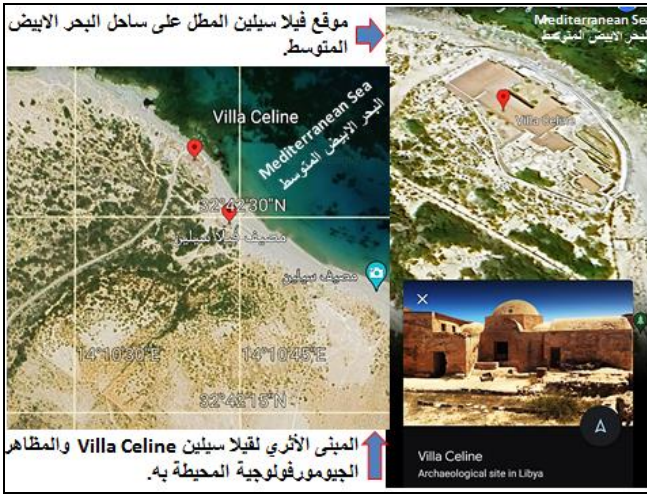 موقع فيلا سيلين المطل على ساحل البحر الابيض
المتوسط.
Mediterranean Sea
البحر الابيض المتوسط
Villa Celine
Villa Celine
Mediterranean Sea
البحر الابيض المتوسط
32°42'30"N
مصيف فيلا سيلين
مصيف سيلين
14°10'30"E
14°10'45"E
32°42'15"N
المبنى الأثري لفيلا سيلين Villa Celine والمظاهر
الجيومورفولوجية المحيطة به.
Villa Celine
Archaeological site in Libya